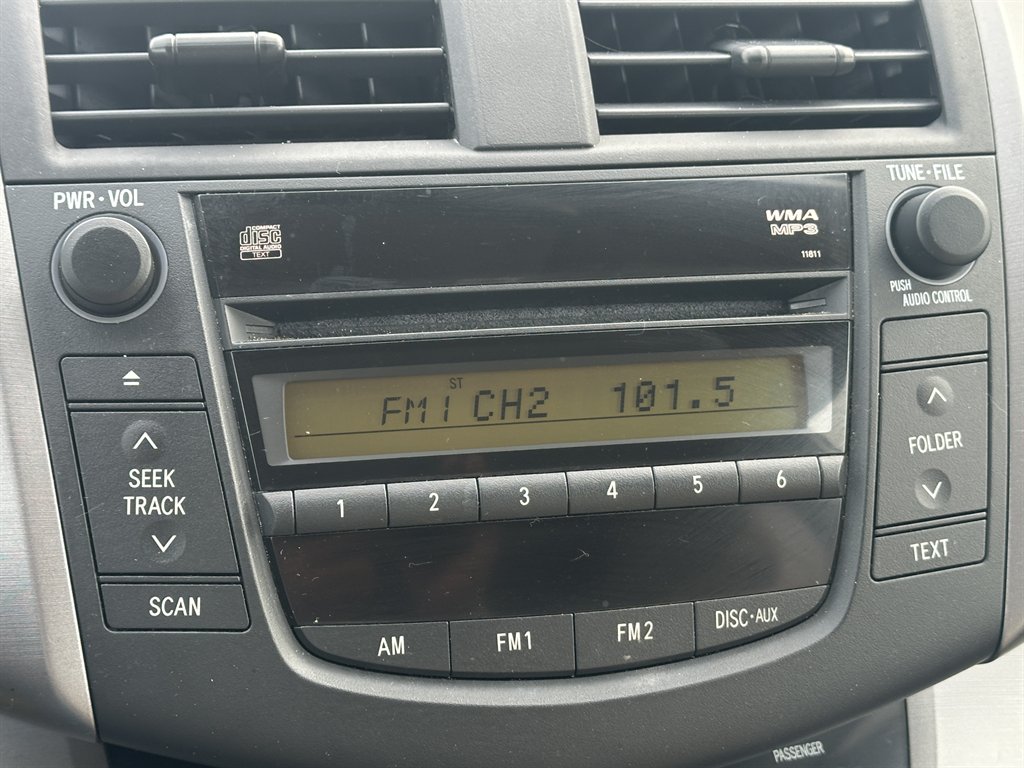 PWR·VOL
TUNE·FILE
COMPACT
disc
DIGITAL AUDIO
TEXT
WMA
MP3
11811
PUSH
AUDIO CONTROL
ST
FM1 CH2 101.5
SEEK
TRACK
FOLDER
1 2 3 4 5 6
SCAN
TEXT
AM FM1 FM2 DISC·AUX
PASSENGER